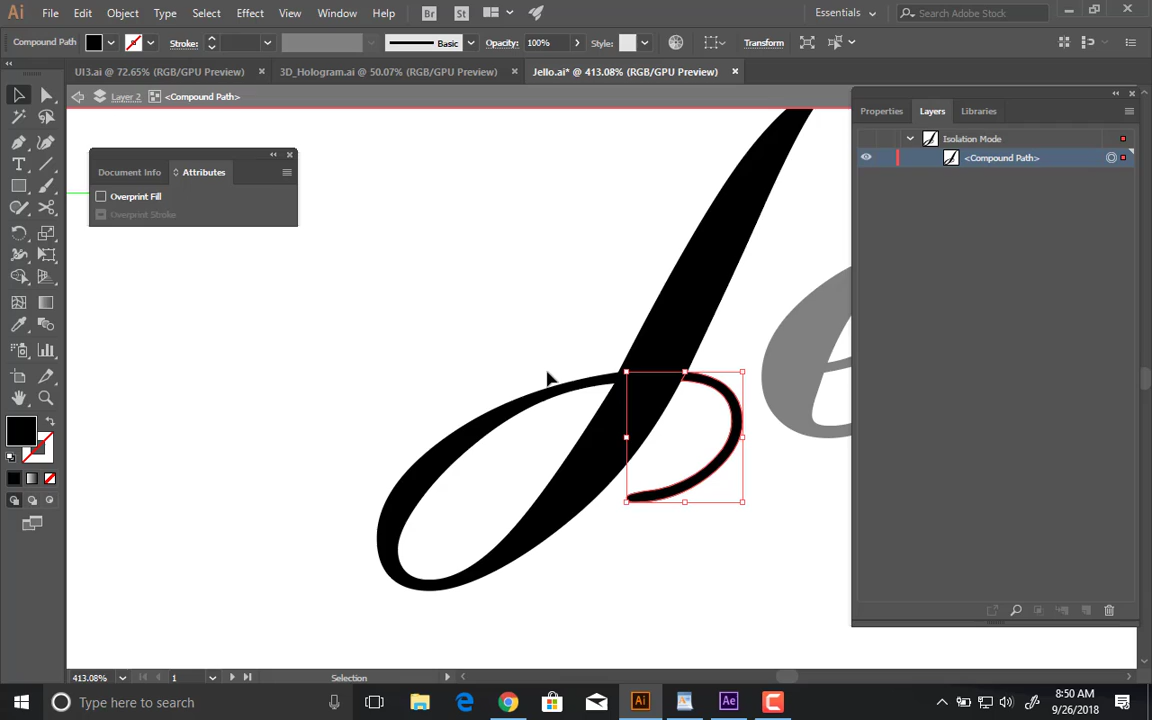 Ai File Edit Object Type Select Effect View Window Help Br St Essentials Search Adobe Stock
Compound Path Stroke: Basic Opacity: 100% Style: Transform
UI3.ai @ 72.65% (RGB/GPU Preview) 3D_Hologram.ai @ 50.07% (RGB/GPU Preview) Jello.ai* @ 413.08% (RGB/GPU Preview)
Layer 2 <Compound Path>
Properties Layers Libraries
Isolation Mode
<Compound Path>
Document Info Attributes
Overprint Fill
Overprint Stroke
e
413.08% 1 Selection
Type here to search
Ai Ae
8:50 AM
9/26/2018